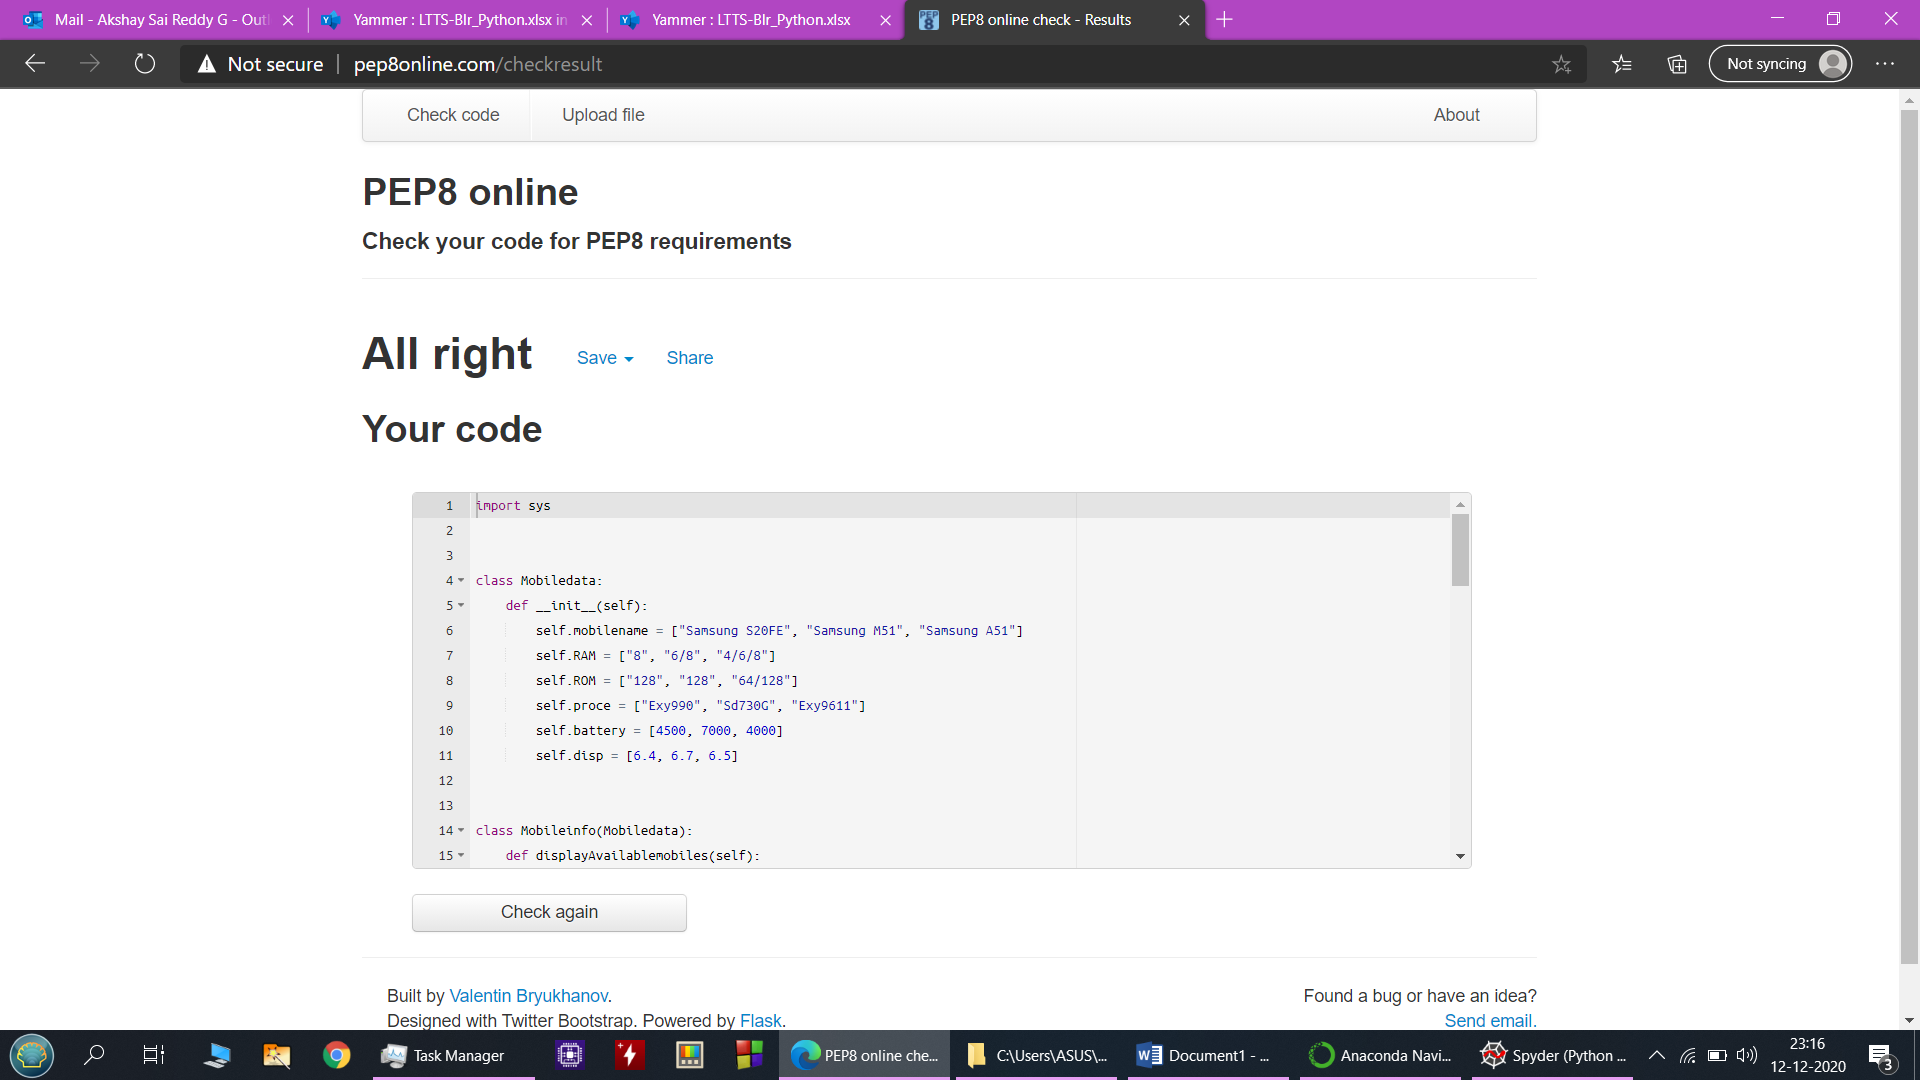 Mail - Akshay Sai Reddy G - Out
Yammer : LTTS-Blr_Python.xlsx in
Yammer : LTTS-Blr_Python.xlsx
PEP8 online check - Results
Not secure
pep8online.com/checkresult
Not syncing
Check code
Upload file
About
PEP8 online
Check your code for PEP8 requirements
All right
Save
Share
Your code
1 import sys
2
3
4 class Mobiledata:
5 def __init__(self):
6 self.mobilename = ["Samsung S20FE", "Samsung M51", "Samsung A51"]
7 self.RAM = ["8", "6/8", "4/6/8"]
8 self.ROM = ["128", "128", "64/128"]
9 self.proce = ["Exy990", "Sd730G", "Exy9611"]
10 self.battery = [4500, 7000, 4000]
11 self.disp = [6.4, 6.7, 6.5]
12
13
14 class Mobileinfo(Mobiledata):
15 def displayAvailablemobiles(self):
Check again
Built by Valentin Bryukhanov.
Found a bug or have an idea?
Designed with Twitter Bootstrap. Powered by Flask.
Send email.
Task Manager
PEP8 online che...
C:\Users\ASUS\...
Document1 - ...
Anaconda Navi...
Spyder (Python ...
23:16
12-12-2020
3